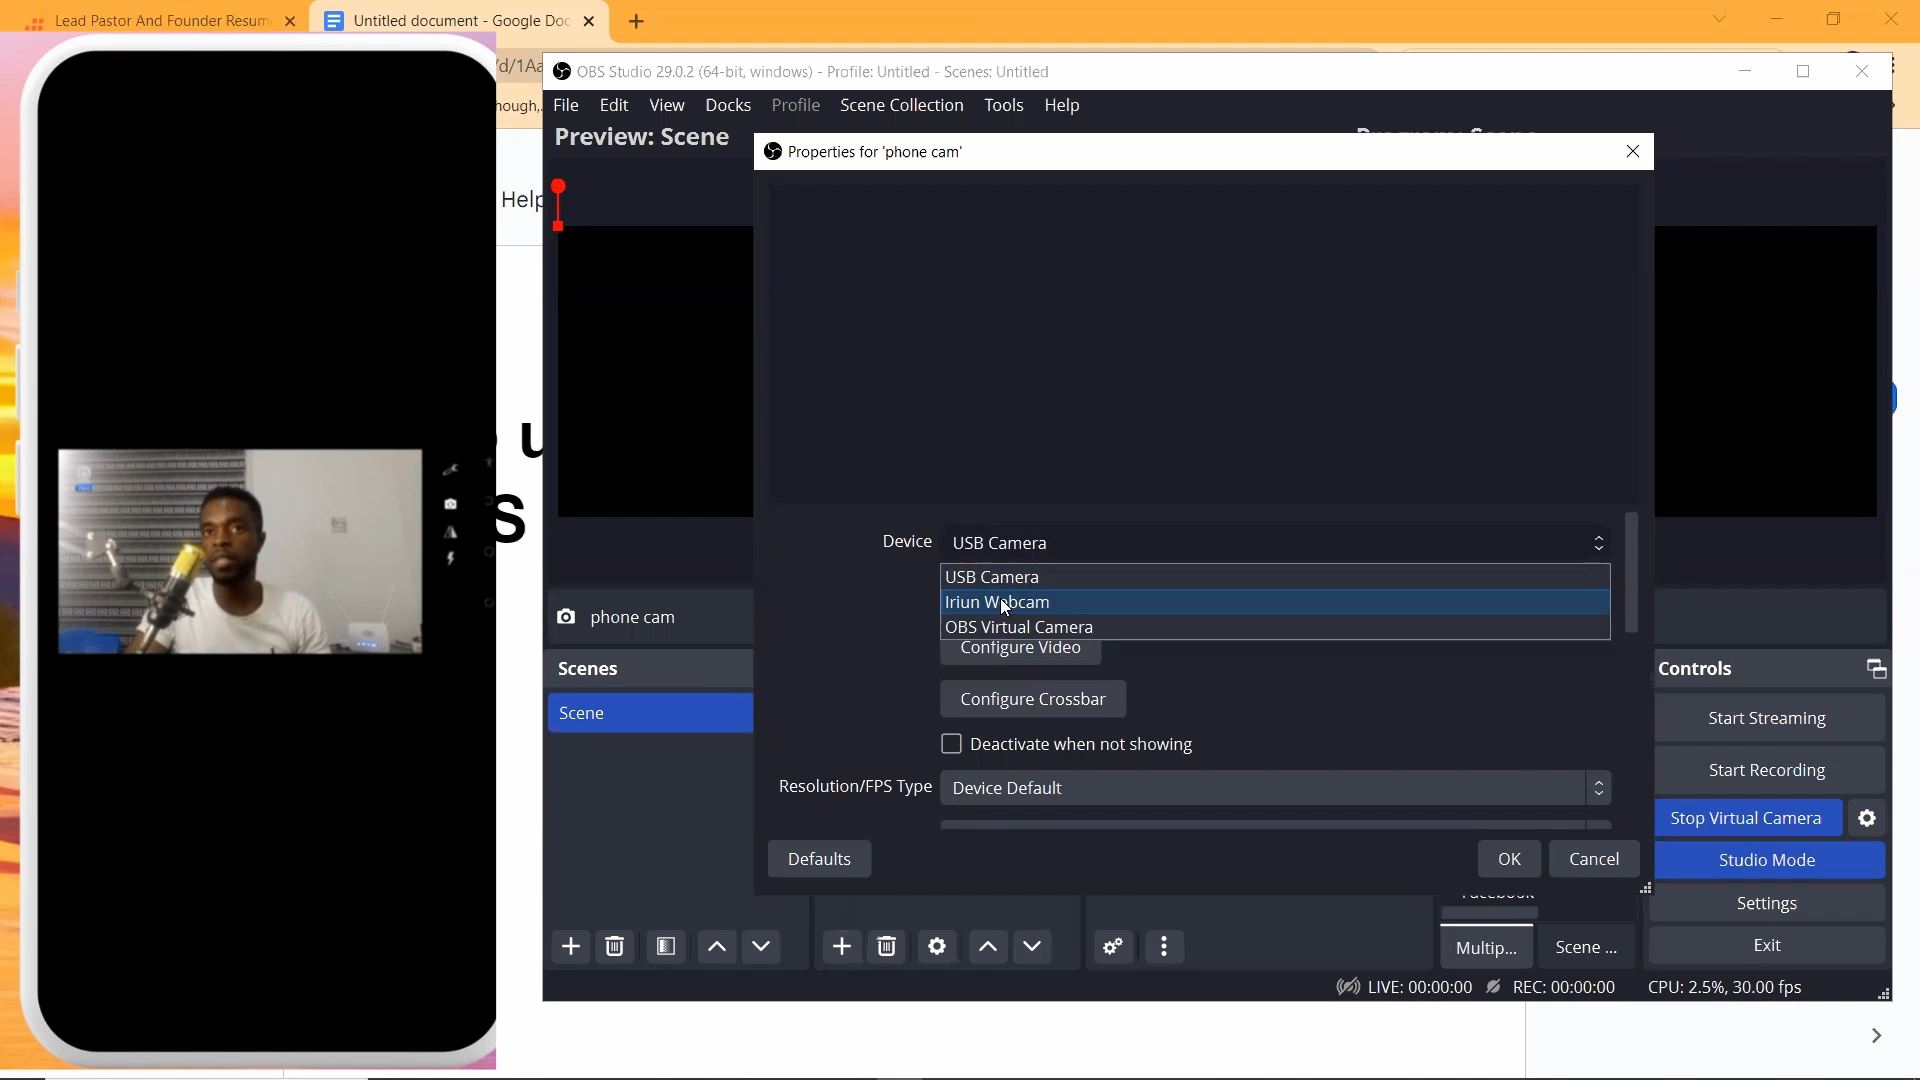 Lead Pastor And Founder Resum
Untitled document - Google Doc
/d/1Aa
hough,
Help
u
s
OBS Studio 29.0.2 (64-bit, windows) - Profile: Untitled - Scenes: Untitled
File Edit View Docks Profile Scene Collection Tools Help
Preview: Scene
Properties for 'phone cam'
Device USB Camera
USB Camera
Iriun Webcam
OBS Virtual Camera
Configure Video
Configure Crossbar
Deactivate when not showing
Resolution/FPS Type Device Default
Defaults OK Cancel
phone cam
Scenes
Scene
Controls
Start Streaming
Start Recording
Stop Virtual Camera
Studio Mode
Settings
Exit
Multip...
Scene ...
LIVE: 00:00:00 REC: 00:00:00 CPU: 2.5%, 30.00 fps